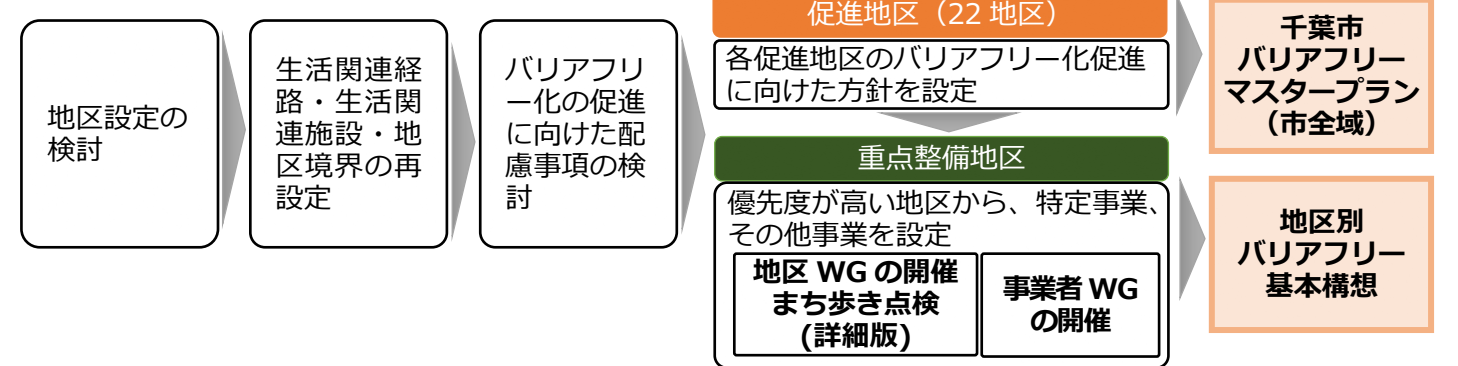 地区設定の
検討
生活関連経
路・生活関
連施設・地
区境界の再
設定
バリアフリ
ー化の促進
に向けた配
慮事項の検
討
促進地区（22 地区）
各促進地区のバリアフリー化促進
に向けた方針を設定
重点整備地区
優先度が高い地区から、特定事業、
その他事業を設定
地区 WG の開催
まち歩き点検
(詳細版)
事業者 WG
の開催
千葉市
バリアフリー
マスタープラン
（市全域）
地区別
バリアフリー
基本構想